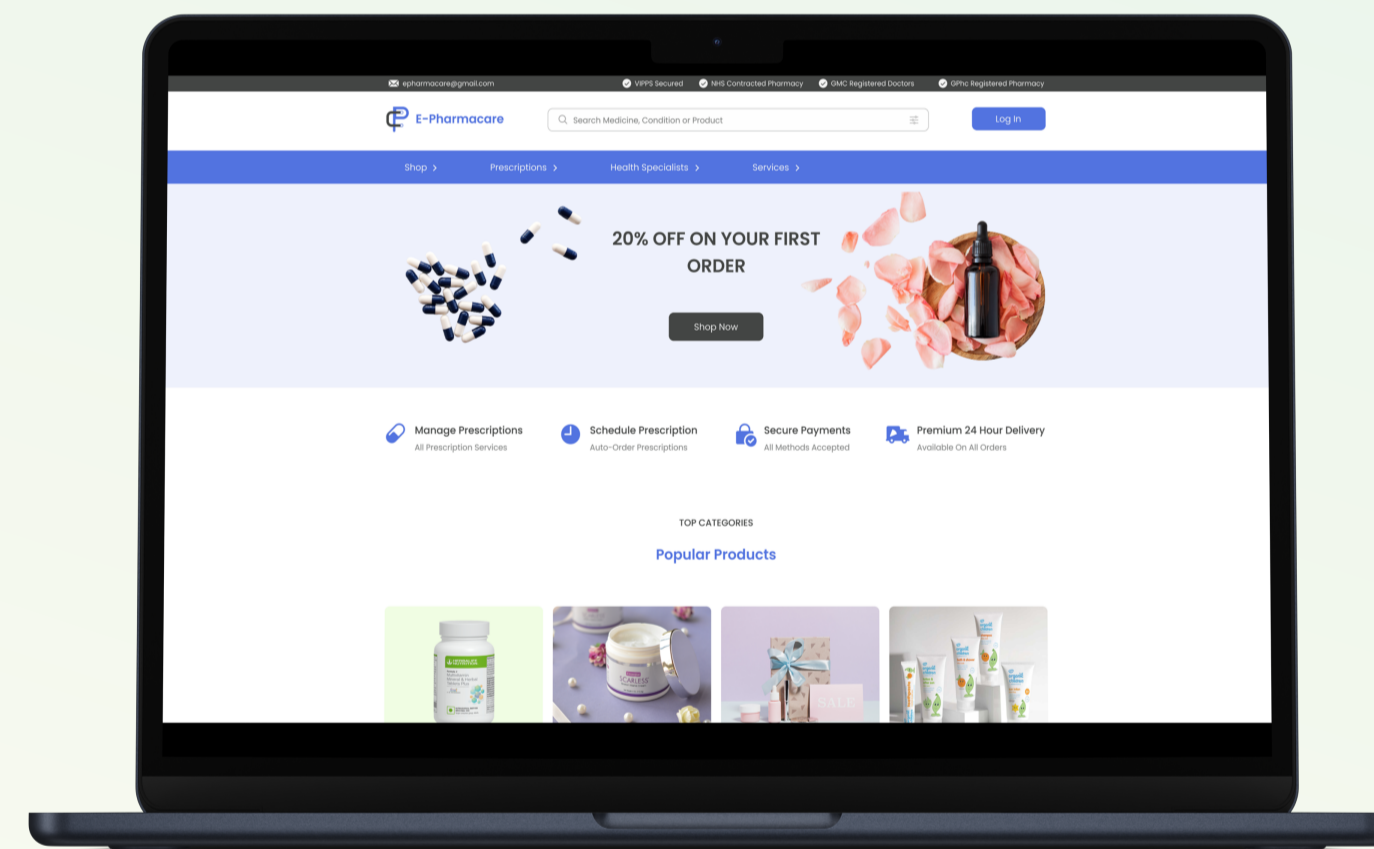 epharmacare@gmail.com
VIPPS Secured
NHS Contracted Pharmacy
GMC Registered Doctors
GPhc Registered Pharmacy
E-Pharmacare
Search Medicine, Condition or Product
Log In
Shop
Prescriptions
Health Specialists
Services
20% OFF ON YOUR FIRST
ORDER
Shop Now
Manage Prescriptions
All Prescription Services
Schedule Prescription
Auto-Order Prescriptions
Secure Payments
All Methods Accepted
Premium 24 Hour Delivery
Available On All Orders
TOP CATEGORIES
Popular Products
SCARLESS
SALE